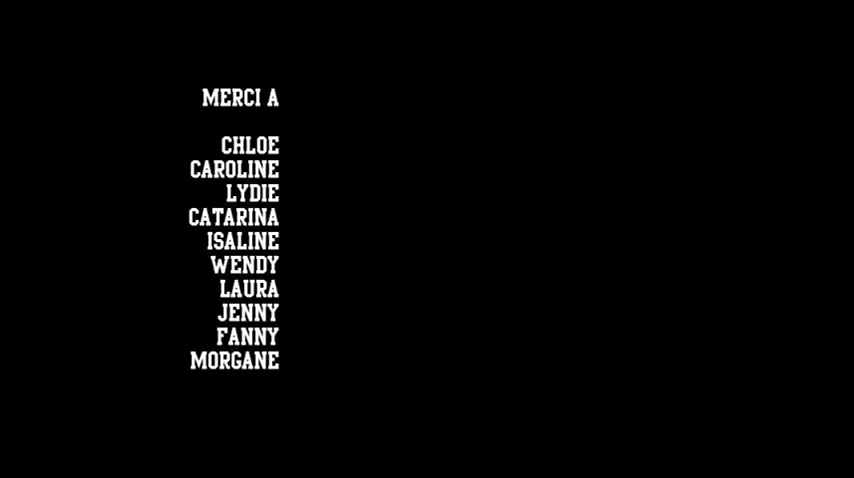 MERCI A
CHLOE
CAROLINE
LYDIE
CATARINA
ISALINE
WENDY
LAURA
JENNY
FANNY
MORGANE